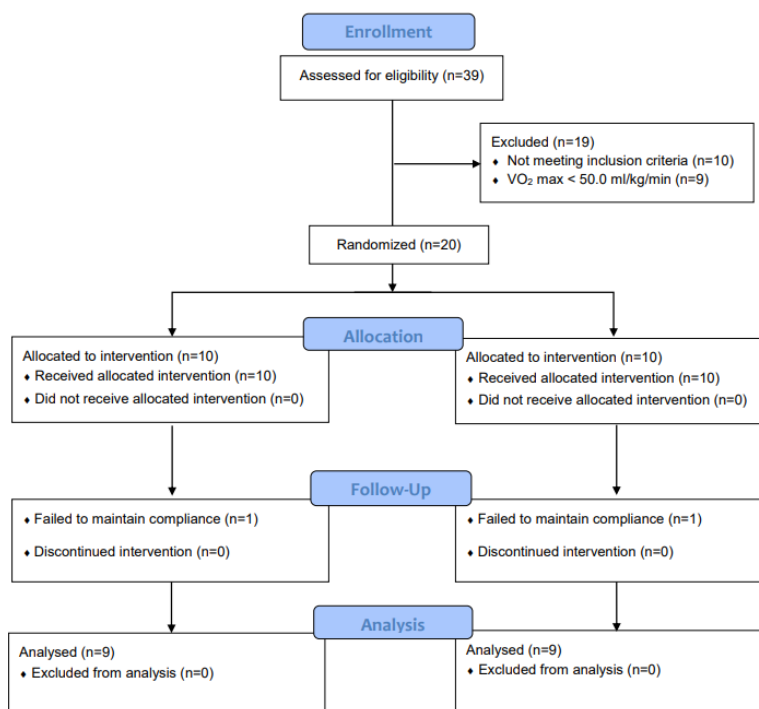 Enrollment
Assessed for eligibility (n=39)
Excluded (n=19)
♦ Not meeting inclusion criteria (n=10)
♦ VO₂ max < 50.0 ml/kg/min (n=9)
Randomized (n=20)
Allocation
Allocated to intervention (n=10)
♦ Received allocated intervention (n=10)
♦ Did not receive allocated intervention (n=0)
Allocated to intervention (n=10)
♦ Received allocated intervention (n=10)
♦ Did not receive allocated intervention (n=0)
Follow-Up
♦ Failed to maintain compliance (n=1)
♦ Discontinued intervention (n=0)
♦ Failed to maintain compliance (n=1)
♦ Discontinued intervention (n=0)
Analysis
Analysed (n=9)
♦ Excluded from analysis (n=0)
Analysed (n=9)
♦ Excluded from analysis (n=0)